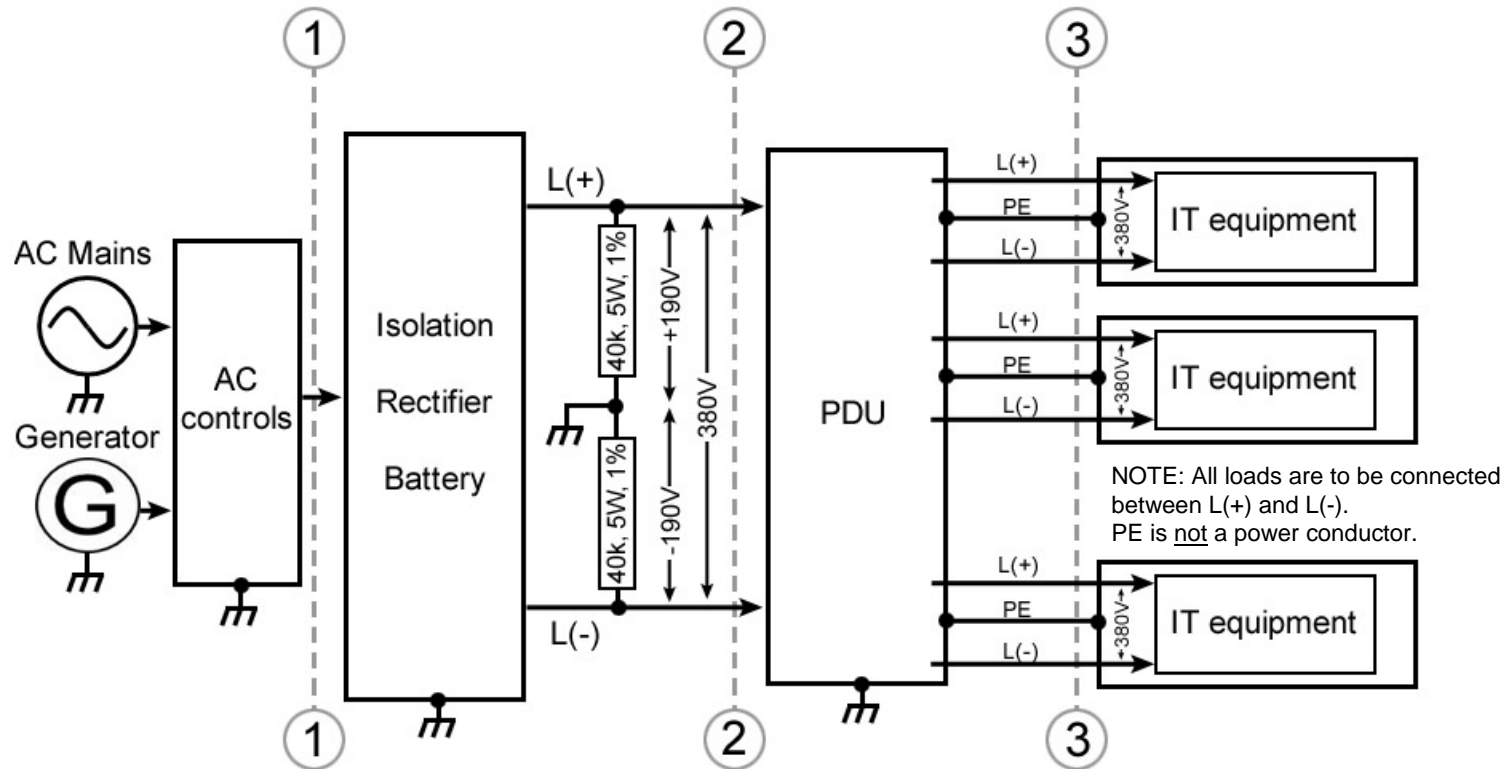 1
2
3
AC Mains
Generator
G
AC
controls
Isolation
Rectifier
Battery
L(+)
40k, 5W, 1%
+190V
380V
40k, 5W, 1%
-190V
L(-)
PDU
L(+)
PE
L(-)
380V
IT equipment
L(+)
PE
L(-)
380V
IT equipment
NOTE: All loads are to be connected
between L(+) and L(-).
PE is not a power conductor.
L(+)
PE
L(-)
380V
IT equipment
1
2
3